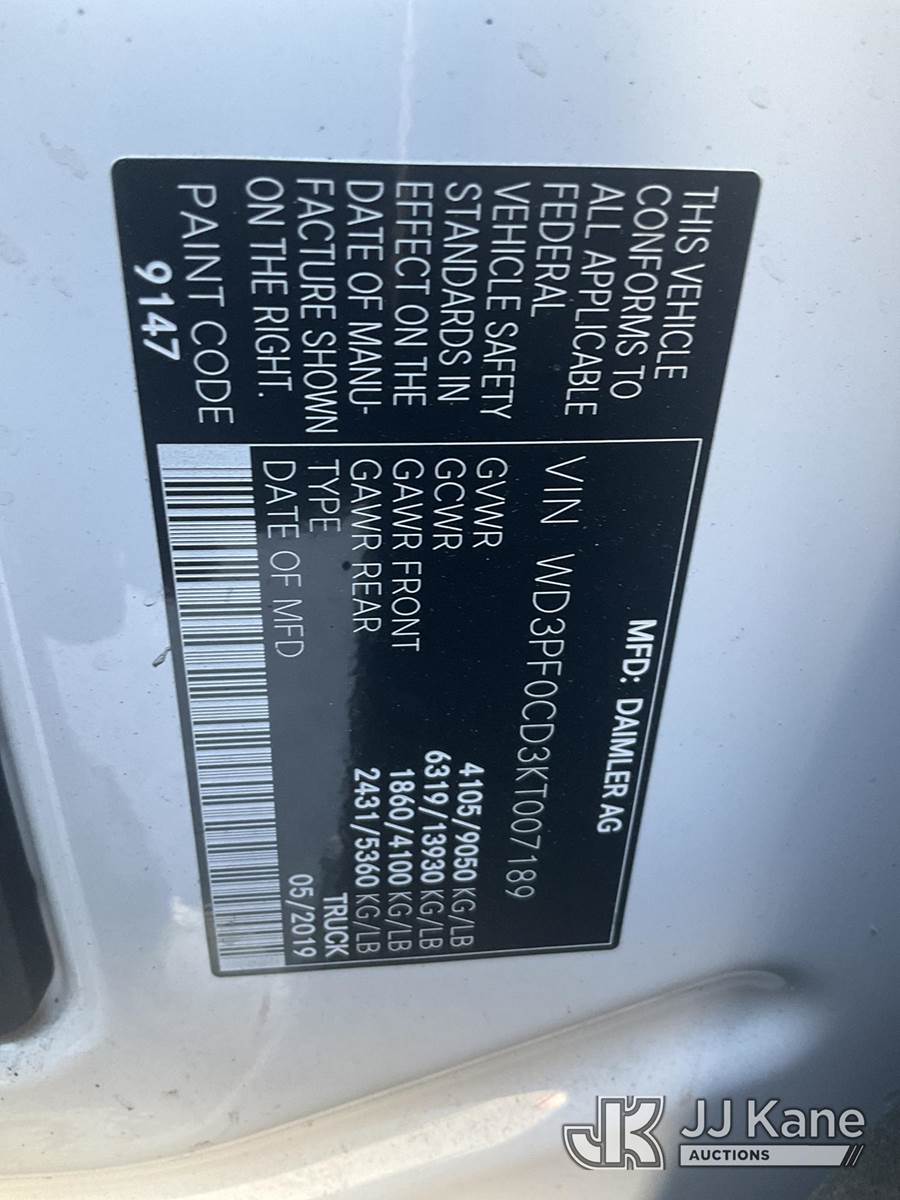 THIS VEHICLE
CONFORMS TO
ALL APPLICABLE
FEDERAL
VEHICLE SAFETY
STANDARDS IN
EFFECT ON THE
DATE OF MANU-
FACTURE SHOWN
ON THE RIGHT.
PAINT CODE
9147
MFD: DAIMLER AG
VIN WD3PF0CD3KT007189
GVWR 4105/9050 KG/LB
GCWR 6319/13930 KG/LB
GAWR FRONT 1860/4100 KG/LB
GAWR REAR 2431/5360 KG/LB
TYPE TRUCK
DATE OF MFD 05/2019
JK JJ Kane
AUCTIONS